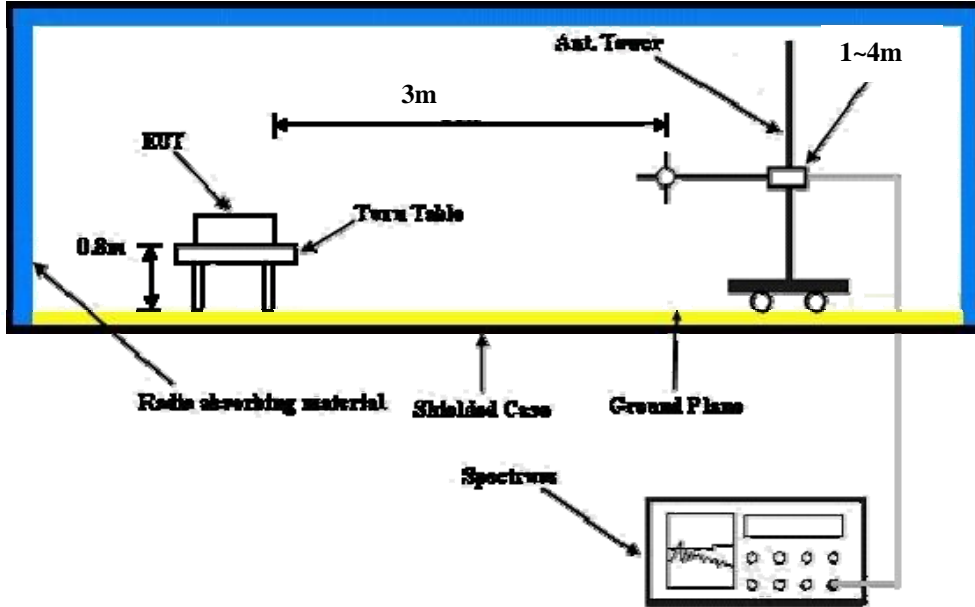 Ant. Tower
1~4m
3m
EUT
Turn Table
0.8m
Radio absorbing material
Shielded Case
Ground Plane
Spectrum